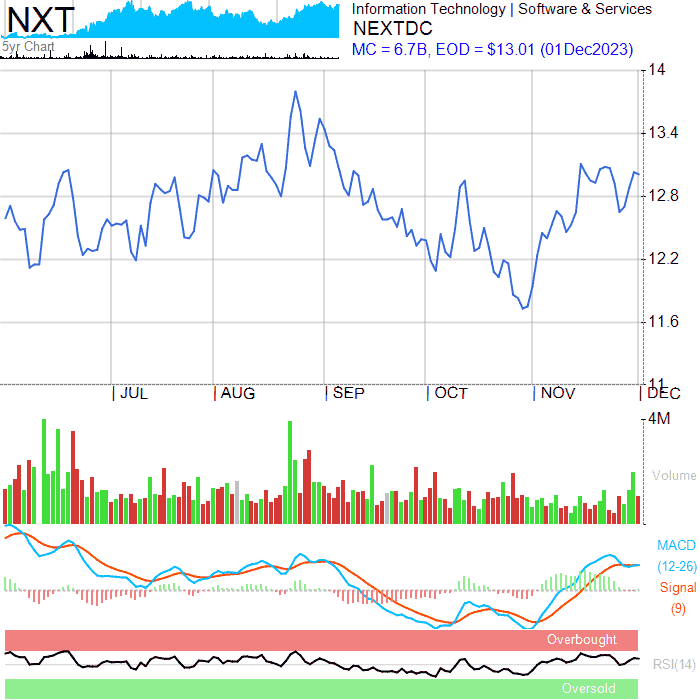 NXT
5yr Chart
Information Technology | Software & Services
NEXTDC
MC = 6.7B, EOD = $13.01 (01Dec2023)
14
13.4
12.8
12.2
11.6
11
JUL
AUG
SEP
OCT
NOV
DEC
4M
Volume
MACD
(12-26)
Signal
(9)
Overbought
RSI(14)
Oversold